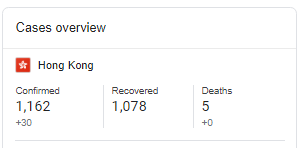 Cases overview
Hong Kong
Confirmed Recovered Deaths
1,162 1,078 5
+30 +0